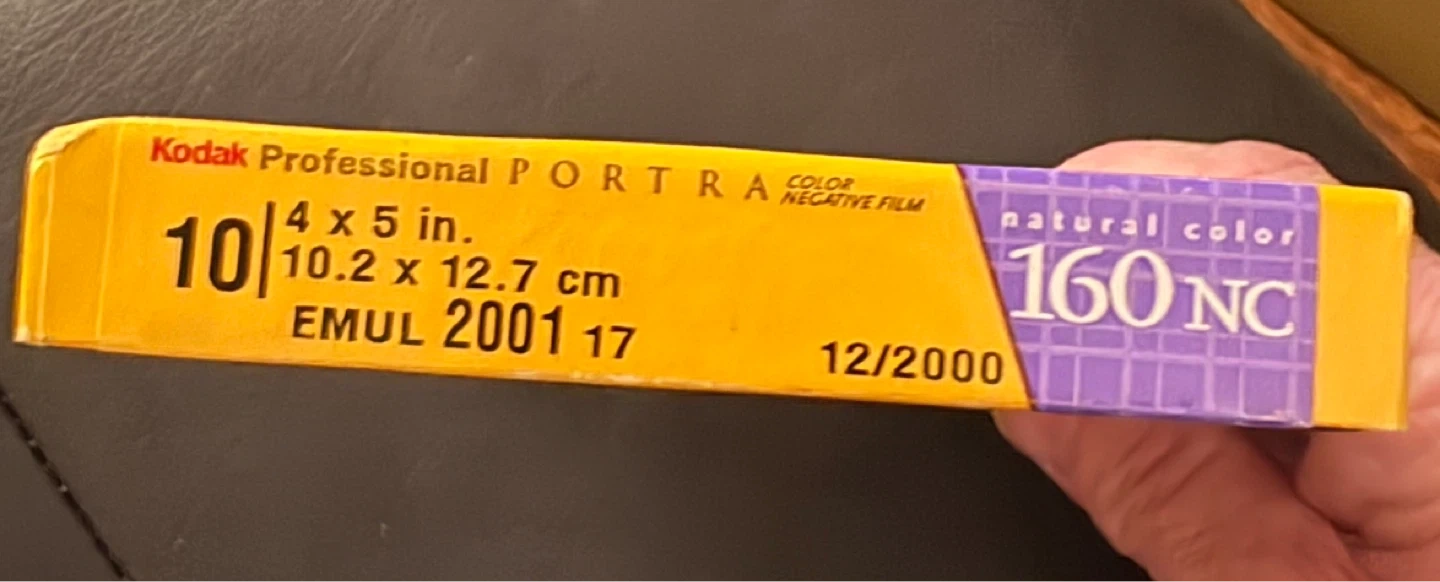 Kodak Professional PORTRA COLOR
NEGATIVE FILM
10 4 x 5 in.
10.2 x 12.7 cm
EMUL 2001 17
12/2000
natural color
160 NC